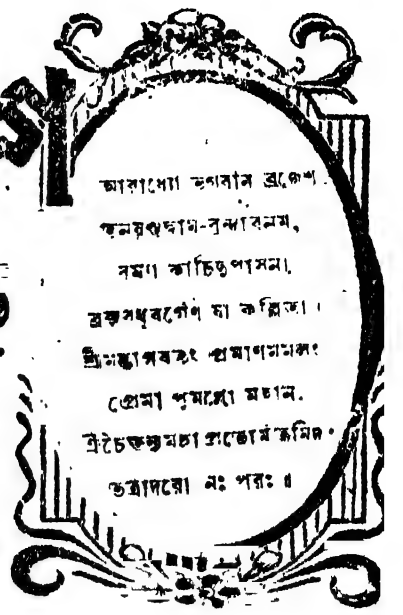 আরাধ্যো ভগবান ব্রজেশ
তনয়স্তদ্ধাম-বৃন্দাবনম্,
রম্যা কাচিদুপাসনা
ব্রজবধূবর্গেণ যা কল্পিতা।
শ্রীমদ্ভাগবতং প্রমাণমমলং
প্রেমা পুমর্থো মহান্,
শ্রীচৈতন্যমহাপ্রভোর্মতমিদং
তত্রাদরো নঃ পরঃ॥